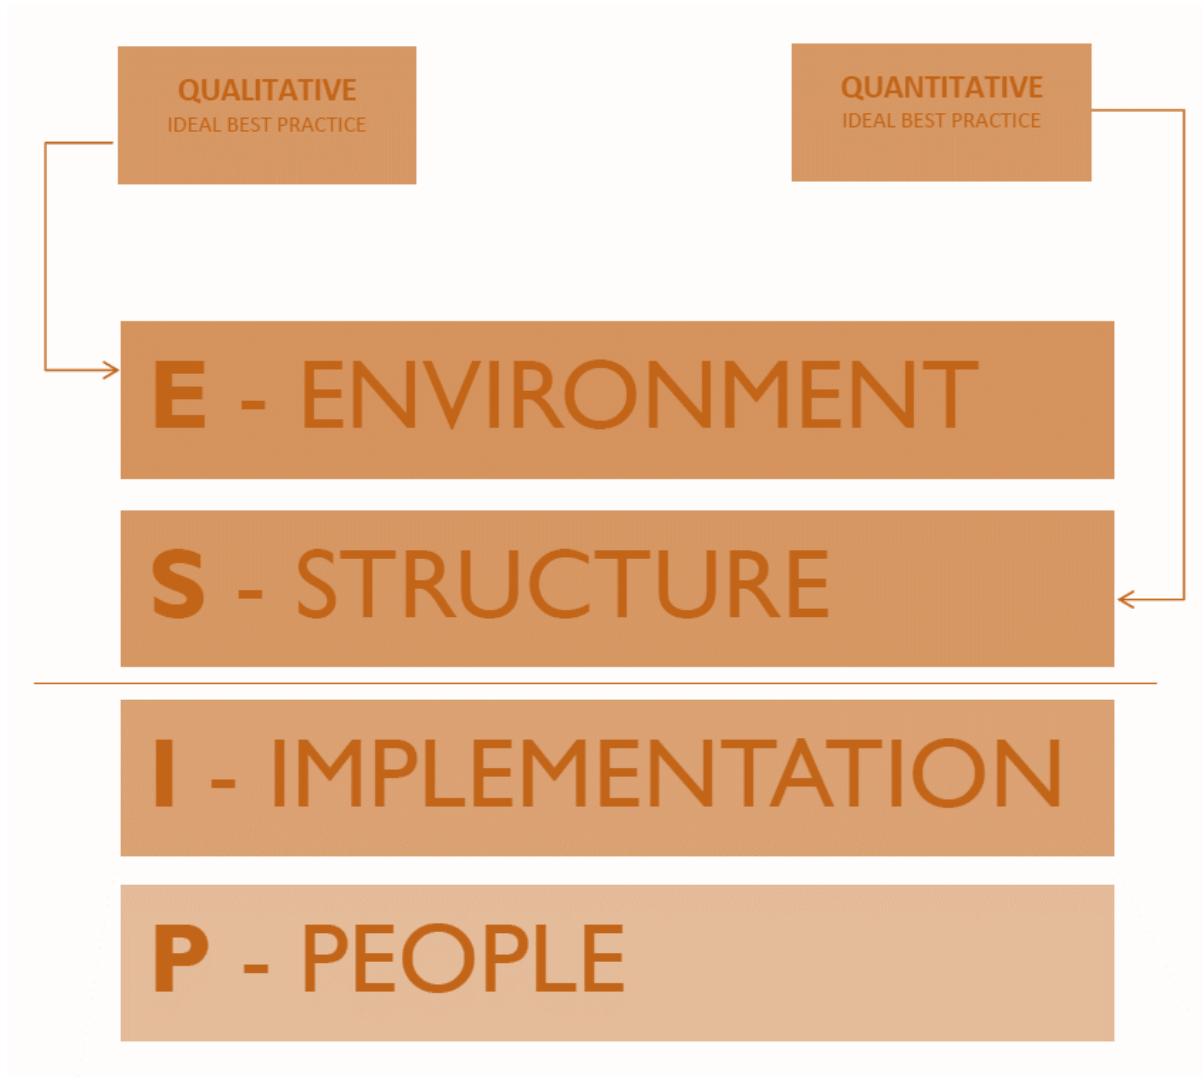 QUALITATIVE
IDEAL BEST PRACTICE
QUANTITATIVE
IDEAL BEST PRACTICE
E - ENVIRONMENT
S - STRUCTURE
I - IMPLEMENTATION
P - PEOPLE